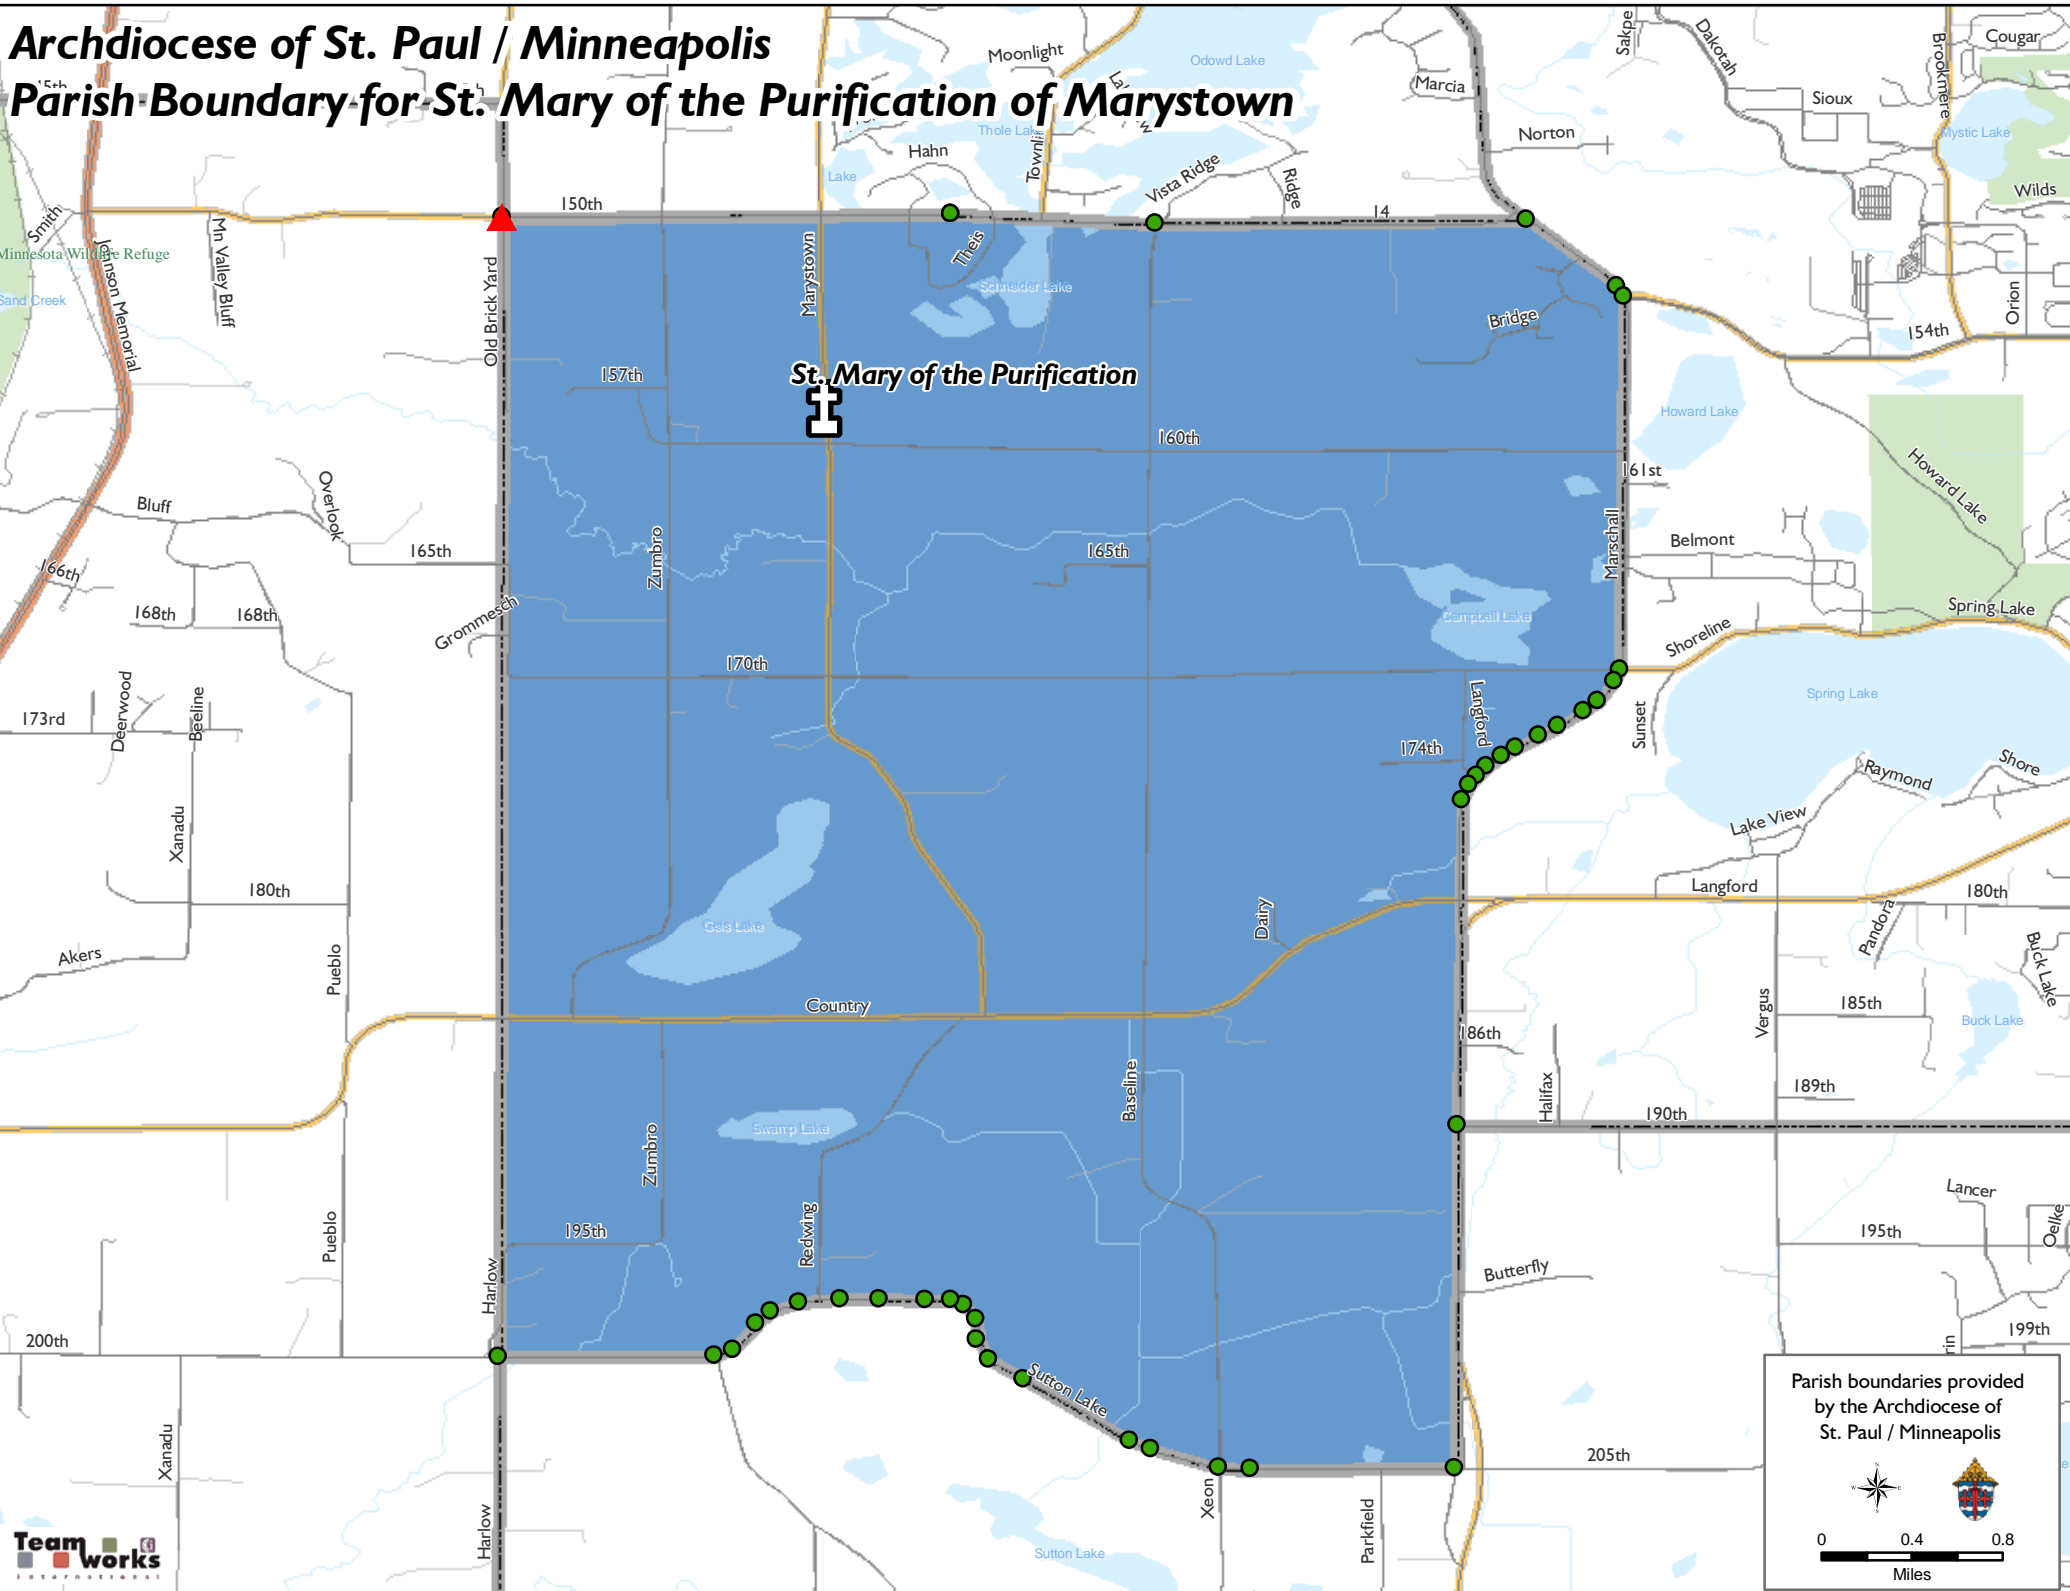 Archdiocese of St. Paul / Minneapolis
Parish Boundary for St. Mary of the Purification of Marystown
Moonlight
Odowd Lake
Marcia
Sakpe
Dakotah
Brookmere
Cougar
Sioux
Mystic Lake
Norton
Thole Lake
Hahn
Lake
Townli
Vista Ridge
Ridge
Wilds
150th
14
Smith
Minnesota Wildlife Refuge
Sand Creek
Johnson Memorial
Mn Valley Bluff
Old Brick Yard
Marystown
Theis
Schneider Lake
Bridge
154th
Orion
157th
St. Mary of the Purification
Howard Lake
160th
161st
Howard Lake
Bluff
Overlook
165th
Zumbro
165th
Marschall
Belmont
166th
168th
168th
Grommesch
Campbell Lake
Spring Lake
Shoreline
170th
Langford
Sunset
Spring Lake
173rd
Deerwood
Beeline
174th
Raymond
Shore
Xanadu
Lake View
180th
Langford
180th
Geis Lake
Dairy
Pandora
Buck Lake
Akers
Pueblo
Country
185th
Vergus
Buck Lake
186th
Baseline
Halifax
189th
190th
Swamp Lake
Zumbro
Lancer
Pueblo
195th
Redwing
195th
Oelke
Harlow
Butterfly
200th
199th
rin
Sutton Lake
Parish boundaries provided
by the Archdiocese of
St. Paul / Minneapolis
Xanadu
205th
Harlow
Xeon
Parkfield
Sutton Lake
N
W
E
S
0 0.4 0.8
Miles
Team
works
international